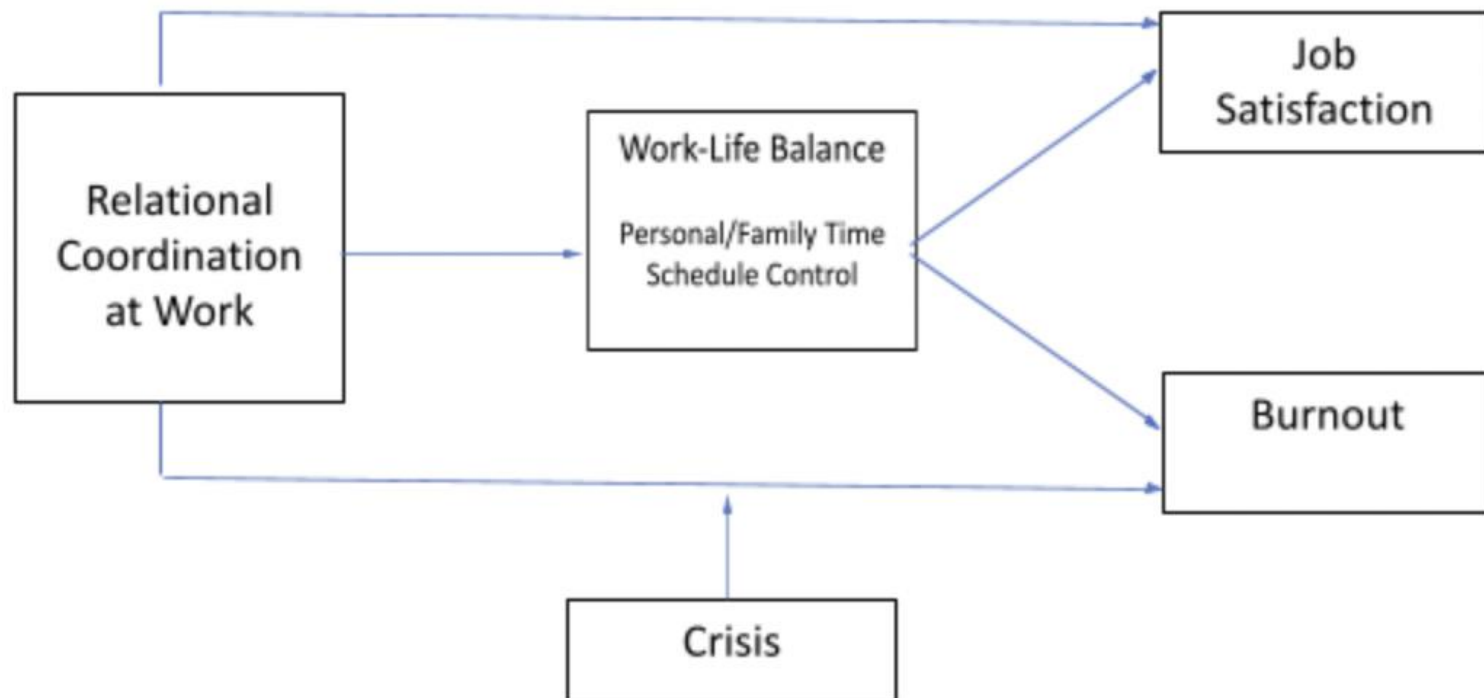 Relational
Coordination
at Work
Work-Life Balance
Personal/Family Time
Schedule Control
Job
Satisfaction
Burnout
Crisis